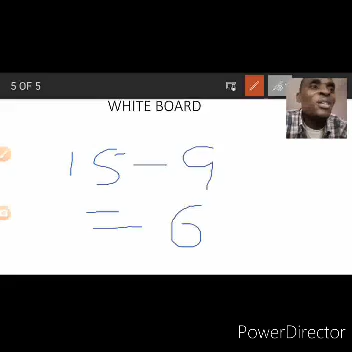 5 OF 5
WHITE BOARD
15 - 9
= 6
PowerDirector